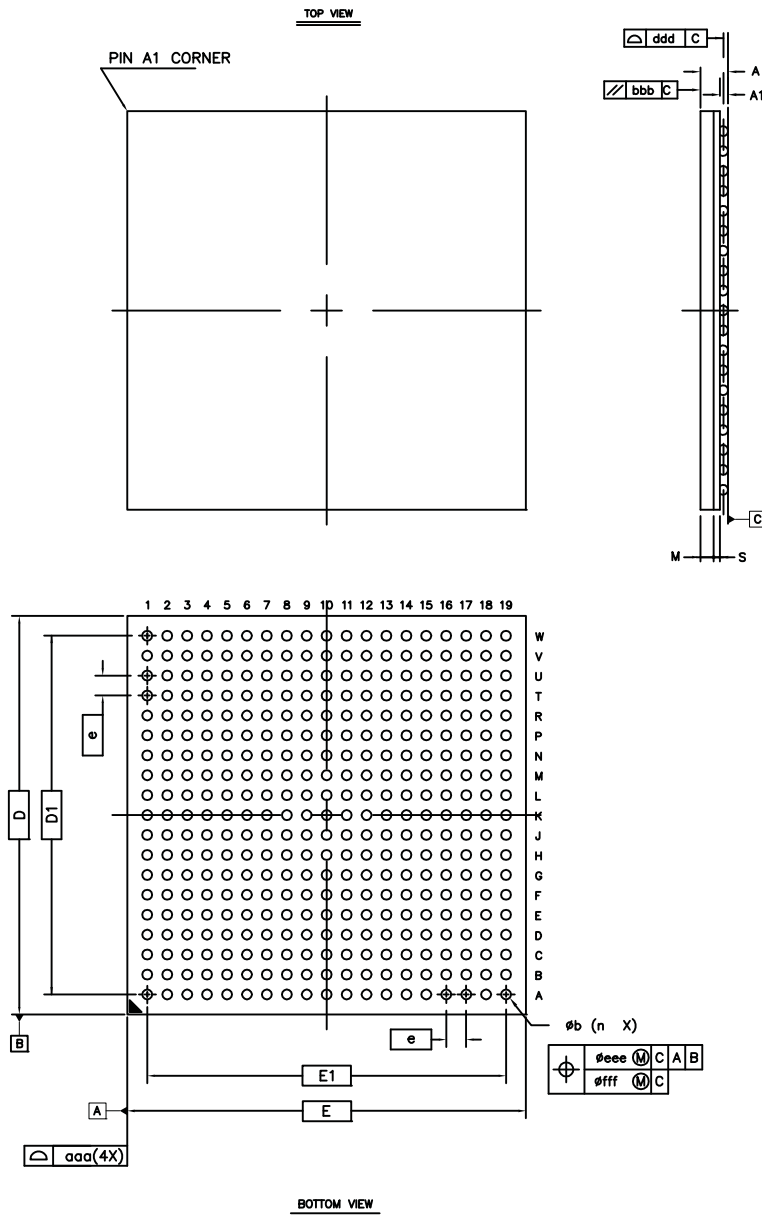 TOP VIEW
PIN A1 CORNER
⌓ ddd C
A
// bbb C
A1
C
M S
1 2 3 4 5 6 7 8 9 10 11 12 13 14 15 16 17 18 19
W
V
U
T
R
P
N
M
L
K
J
H
G
F
E
D
C
B
A
e
D
D1
B
e
øb (n X)
E1
øeee Ⓜ C A B
øfff Ⓜ C
A
E
⌓ aaa(4X)
BOTTOM VIEW